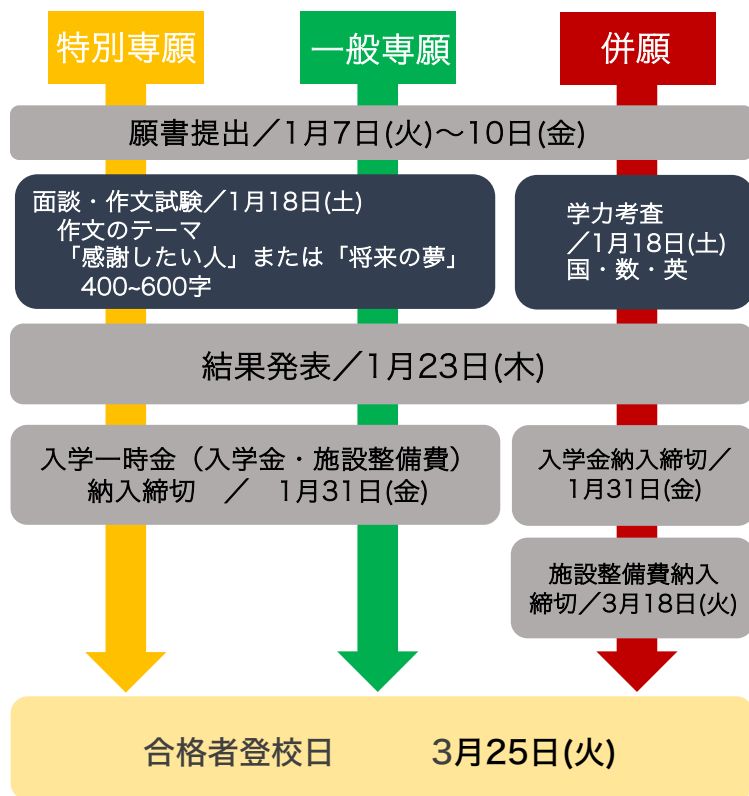 特別専願
一般専願
併願
願書提出／1月7日(火)～10日(金)
面談・作文試験／1月18日(土)
作文のテーマ
「感謝したい人」または「将来の夢」
400~600字
学力考査
／1月18日(土)
国・数・英
結果発表／1月23日(木)
入学一時金（入学金・施設整備費）
納入締切　／　1月31日(金)
入学金納入締切／
1月31日(金)
施設整備費納入
締切／3月18日(火)
合格者登校日　　　3月25日(火)